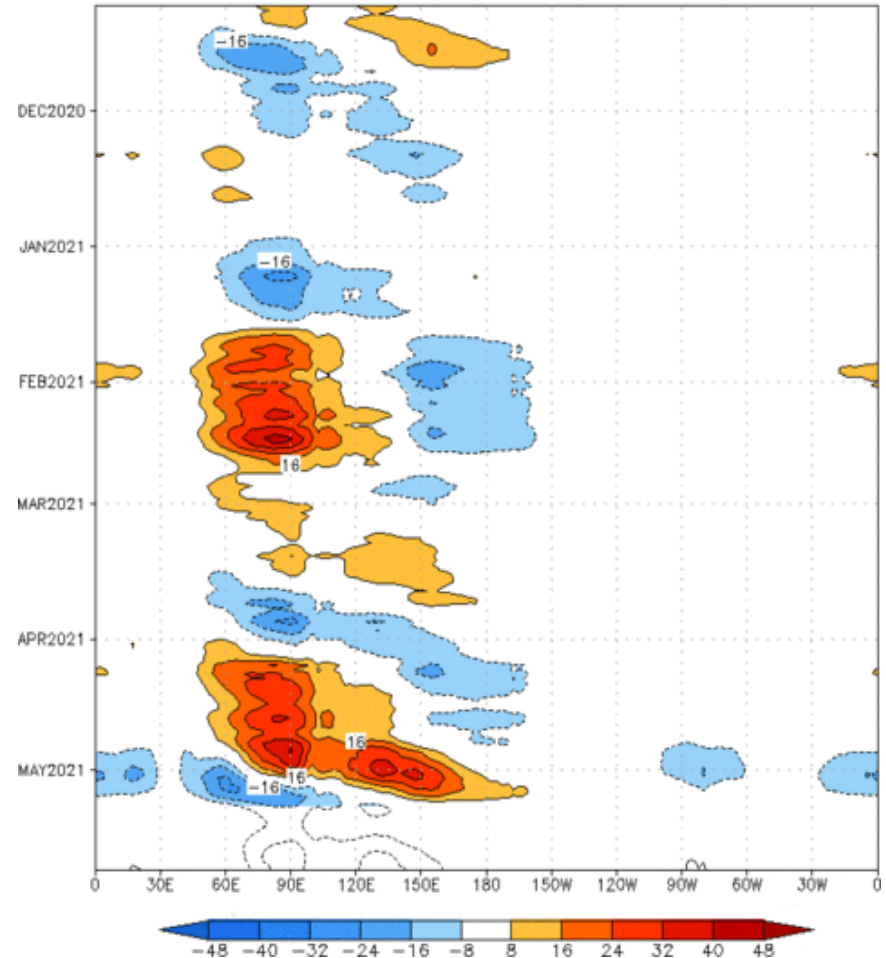 -16
DEC2020
JAN2021
-16
FEB2021
16
MAR2021
APR2021
16
MAY2021
16
-16
0 30E 60E 90E 120E 150E 180 150W 120W 90W 60W 30W 0
-48 -40 -32 -24 -16 -8 8 16 24 32 40 48